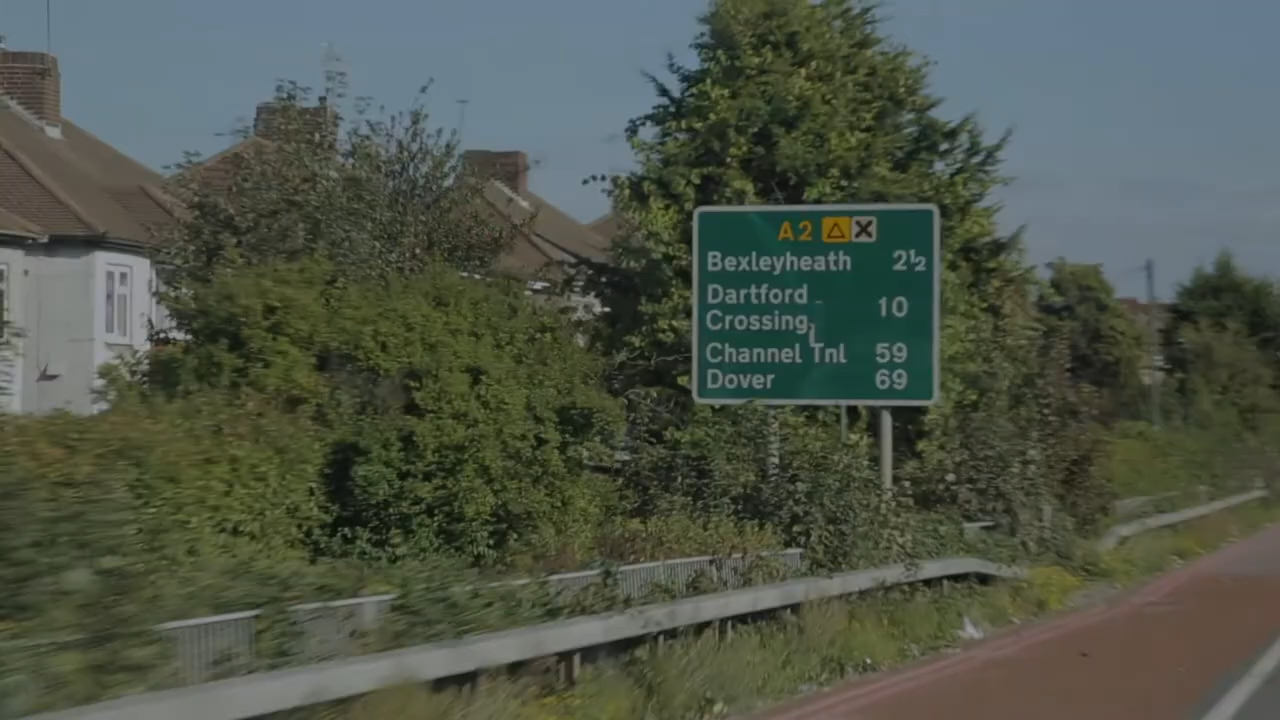 A2
Bexleyheath 2½
Dartford
Crossing 10
Channel Tnl 59
Dover 69